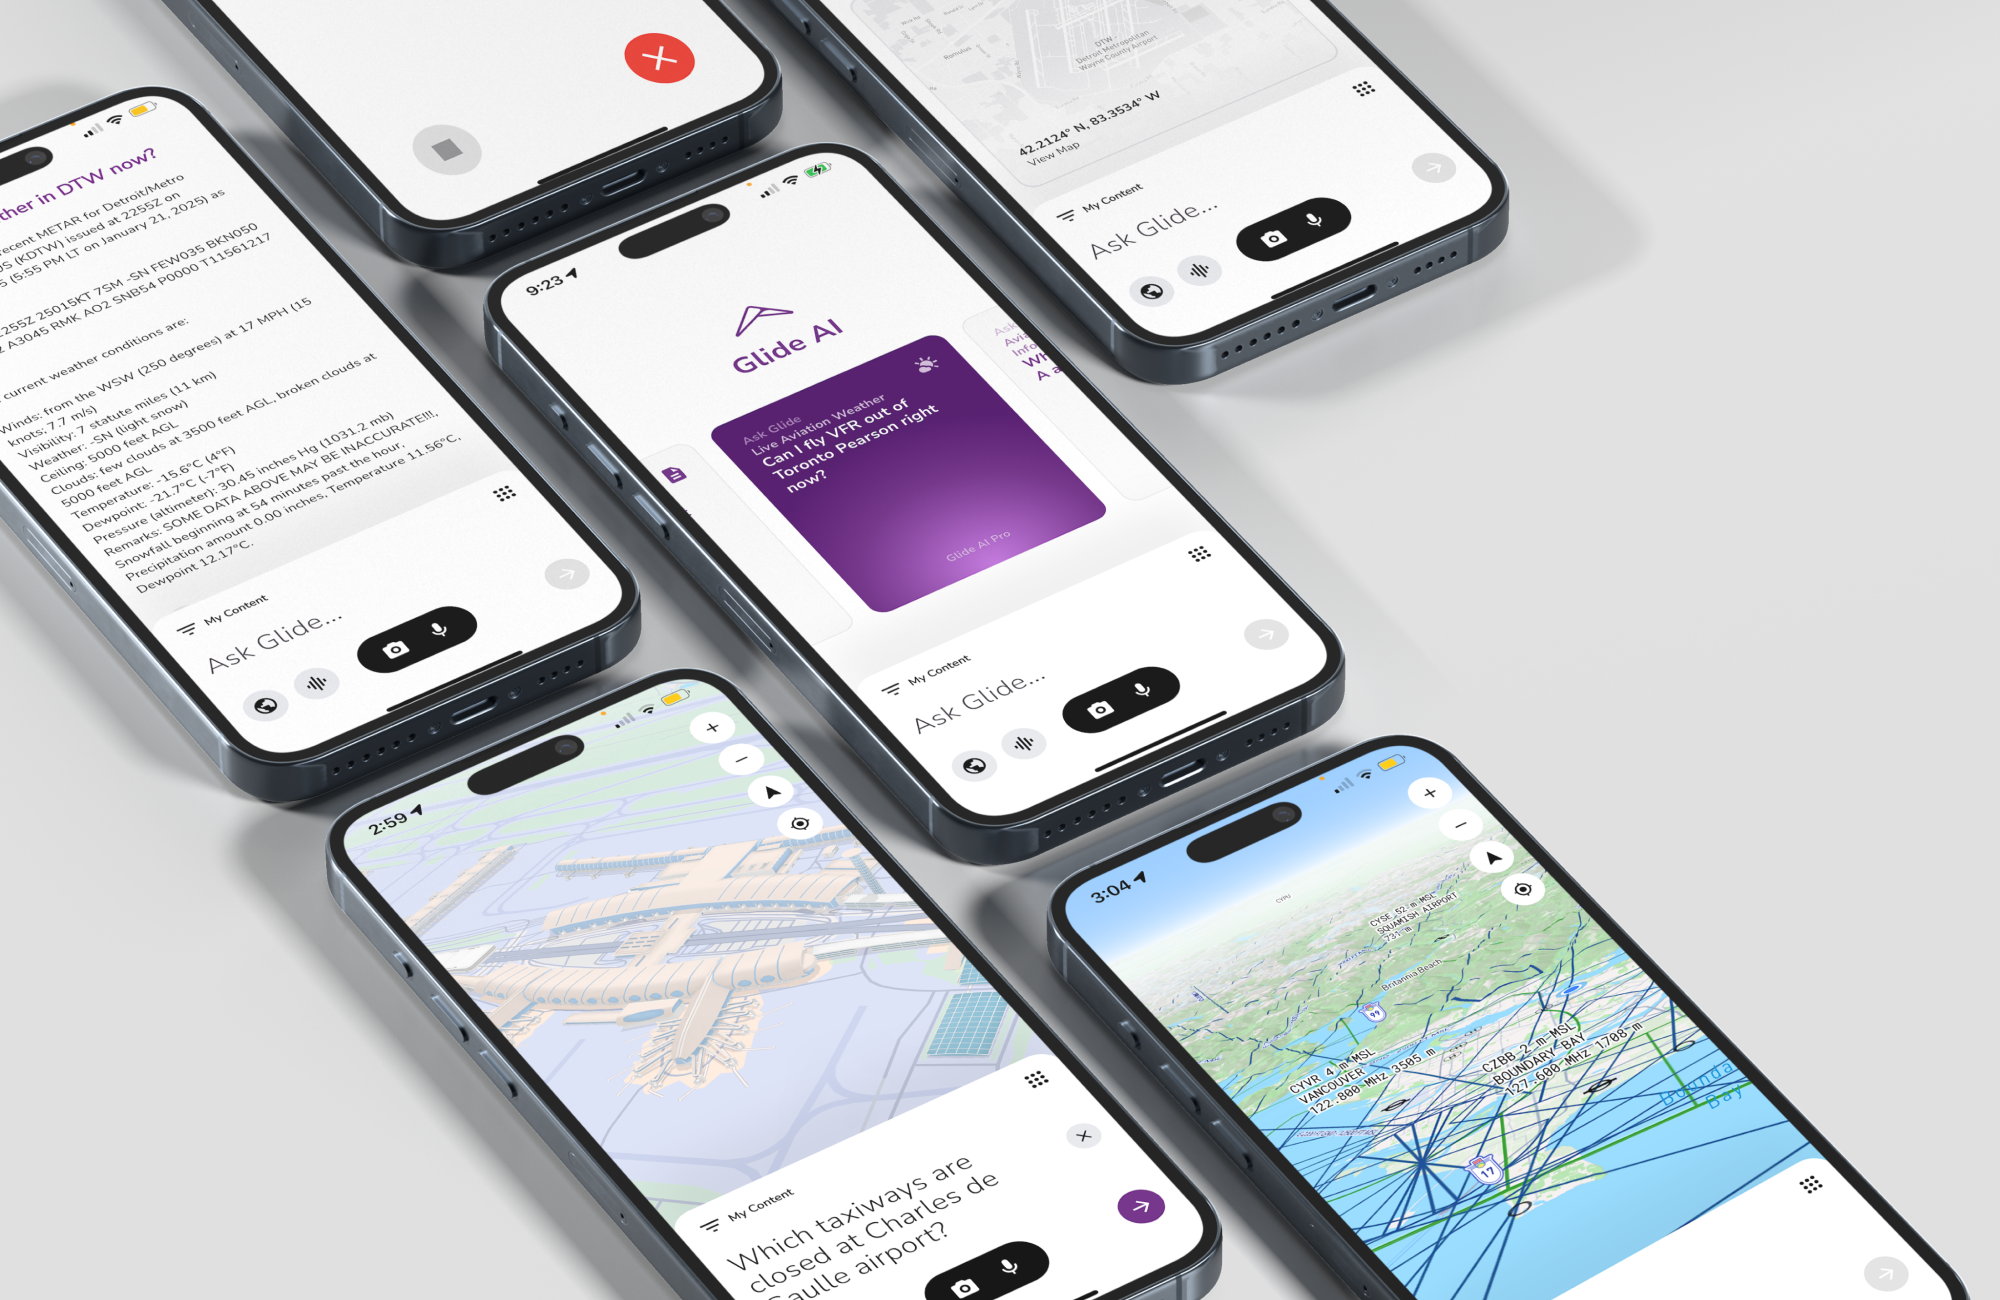 ther in DTW now?
recent METAR for Detroit/Metro
US (KDTW) issued at 2255Z on
5 (5:55 PM LT on January 21, 2025) as
2255Z 25015KT 7SM -SN FEW035 BKN050
A3045 RMK AO2 SNB54 P0000 T11561217
current weather conditions are:
Winds: from the WSW (250 degrees) at 17 MPH (15
knots; 7.7 m/s)
Visibility: 7 statute miles (11 km)
Weather: -SN (light snow)
Ceiling: 5000 feet AGL
Clouds: few clouds at 3500 feet AGL, broken clouds at
5000 feet AGL
Temperature: -15.6°C (4°F)
Dewpoint: -21.7°C (-7°F)
Pressure (altimeter): 30.45 inches Hg (1031.2 mb)
Remarks: SOME DATA ABOVE MAY BE INACCURATE!!!,
Snowfall beginning at 54 minutes past the hour,
Precipitation amount 0.00 inches, Temperature 11.56°C,
Dewpoint 12.17°C.
My Content
Ask Glide...
Romulus
DTW
Detroit Metropolitan
Wayne County Airport
42.2124° N, 83.3534° W
View Map
My Content
Ask Glide...
9:23
Glide AI
Ask Glide
Live Aviation Weather
Can I fly VFR out of
Toronto Pearson right
now?
Glide AI Pro
Ask
Avia
Info
Wh
A a
My Content
Ask Glide...
2:59
My Content
Which taxiways are
closed at Charles de
Gaulle airport?
3:04
CYPU
CYSE 52-m-MSL
SQUAMISH AIRPORT
731-m
Britannia Beach
99
CYVR 4 m-MSL
VANCOUVER
122.800-MHz 3505 m
CZBB 2-m-MSL
BOUNDARY BAY
127.600-MHz 1708-m
Bounda
Bay
17